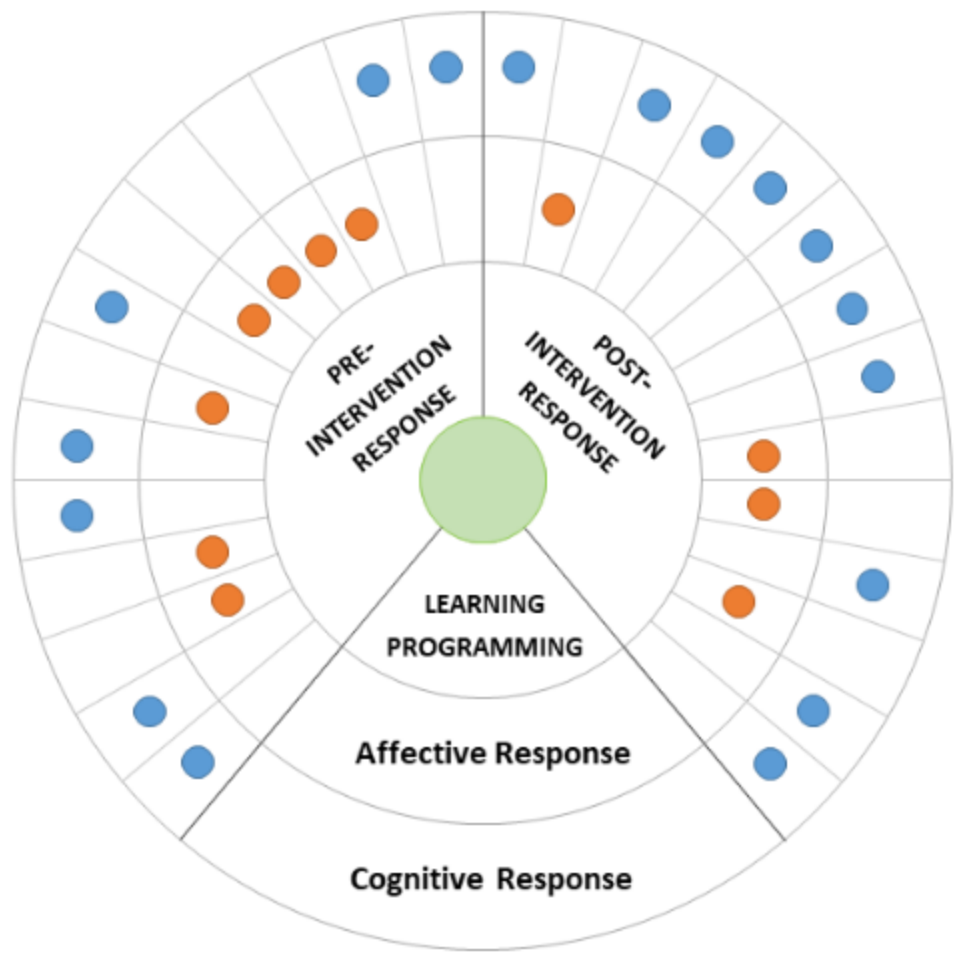 PRE-
INTERVENTION
RESPONSE
POST-
INTERVENTION
RESPONSE
LEARNING
PROGRAMMING
Affective Response
Cognitive Response